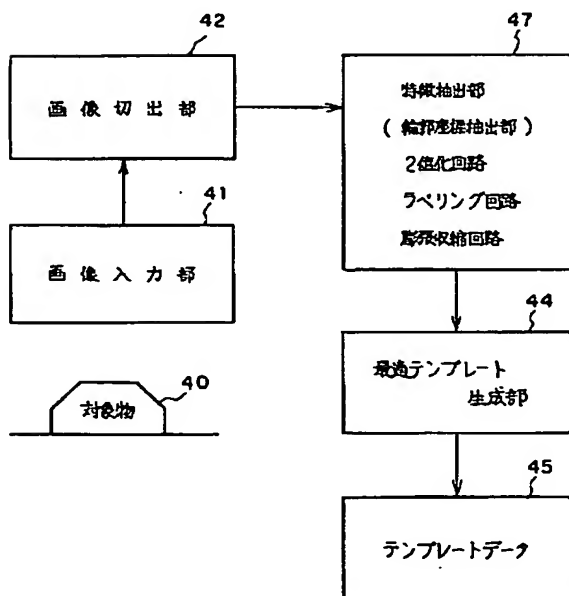 42
画像切出部
41
画像入力部
40
対象物
47
特徴抽出部
(輪郭座標抽出部)
2値化回路
ラベリング回路
膨張収縮回路
44
最適テンプレート
生成部
45
テンプレートデータ